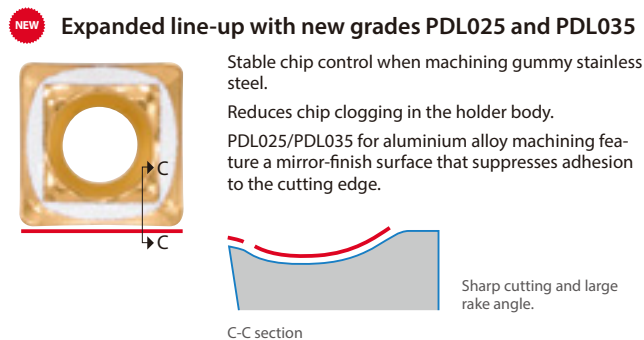 NEW
Expanded line-up with new grades PDL025 and PDL035
Stable chip control when machining gummy stainless
steel.
Reduces chip clogging in the holder body.
PDL025/PDL035 for aluminium alloy machining fea-
ture a mirror-finish surface that suppresses adhesion
to the cutting edge.
C
C
Sharp cutting and large
rake angle.
C-C section